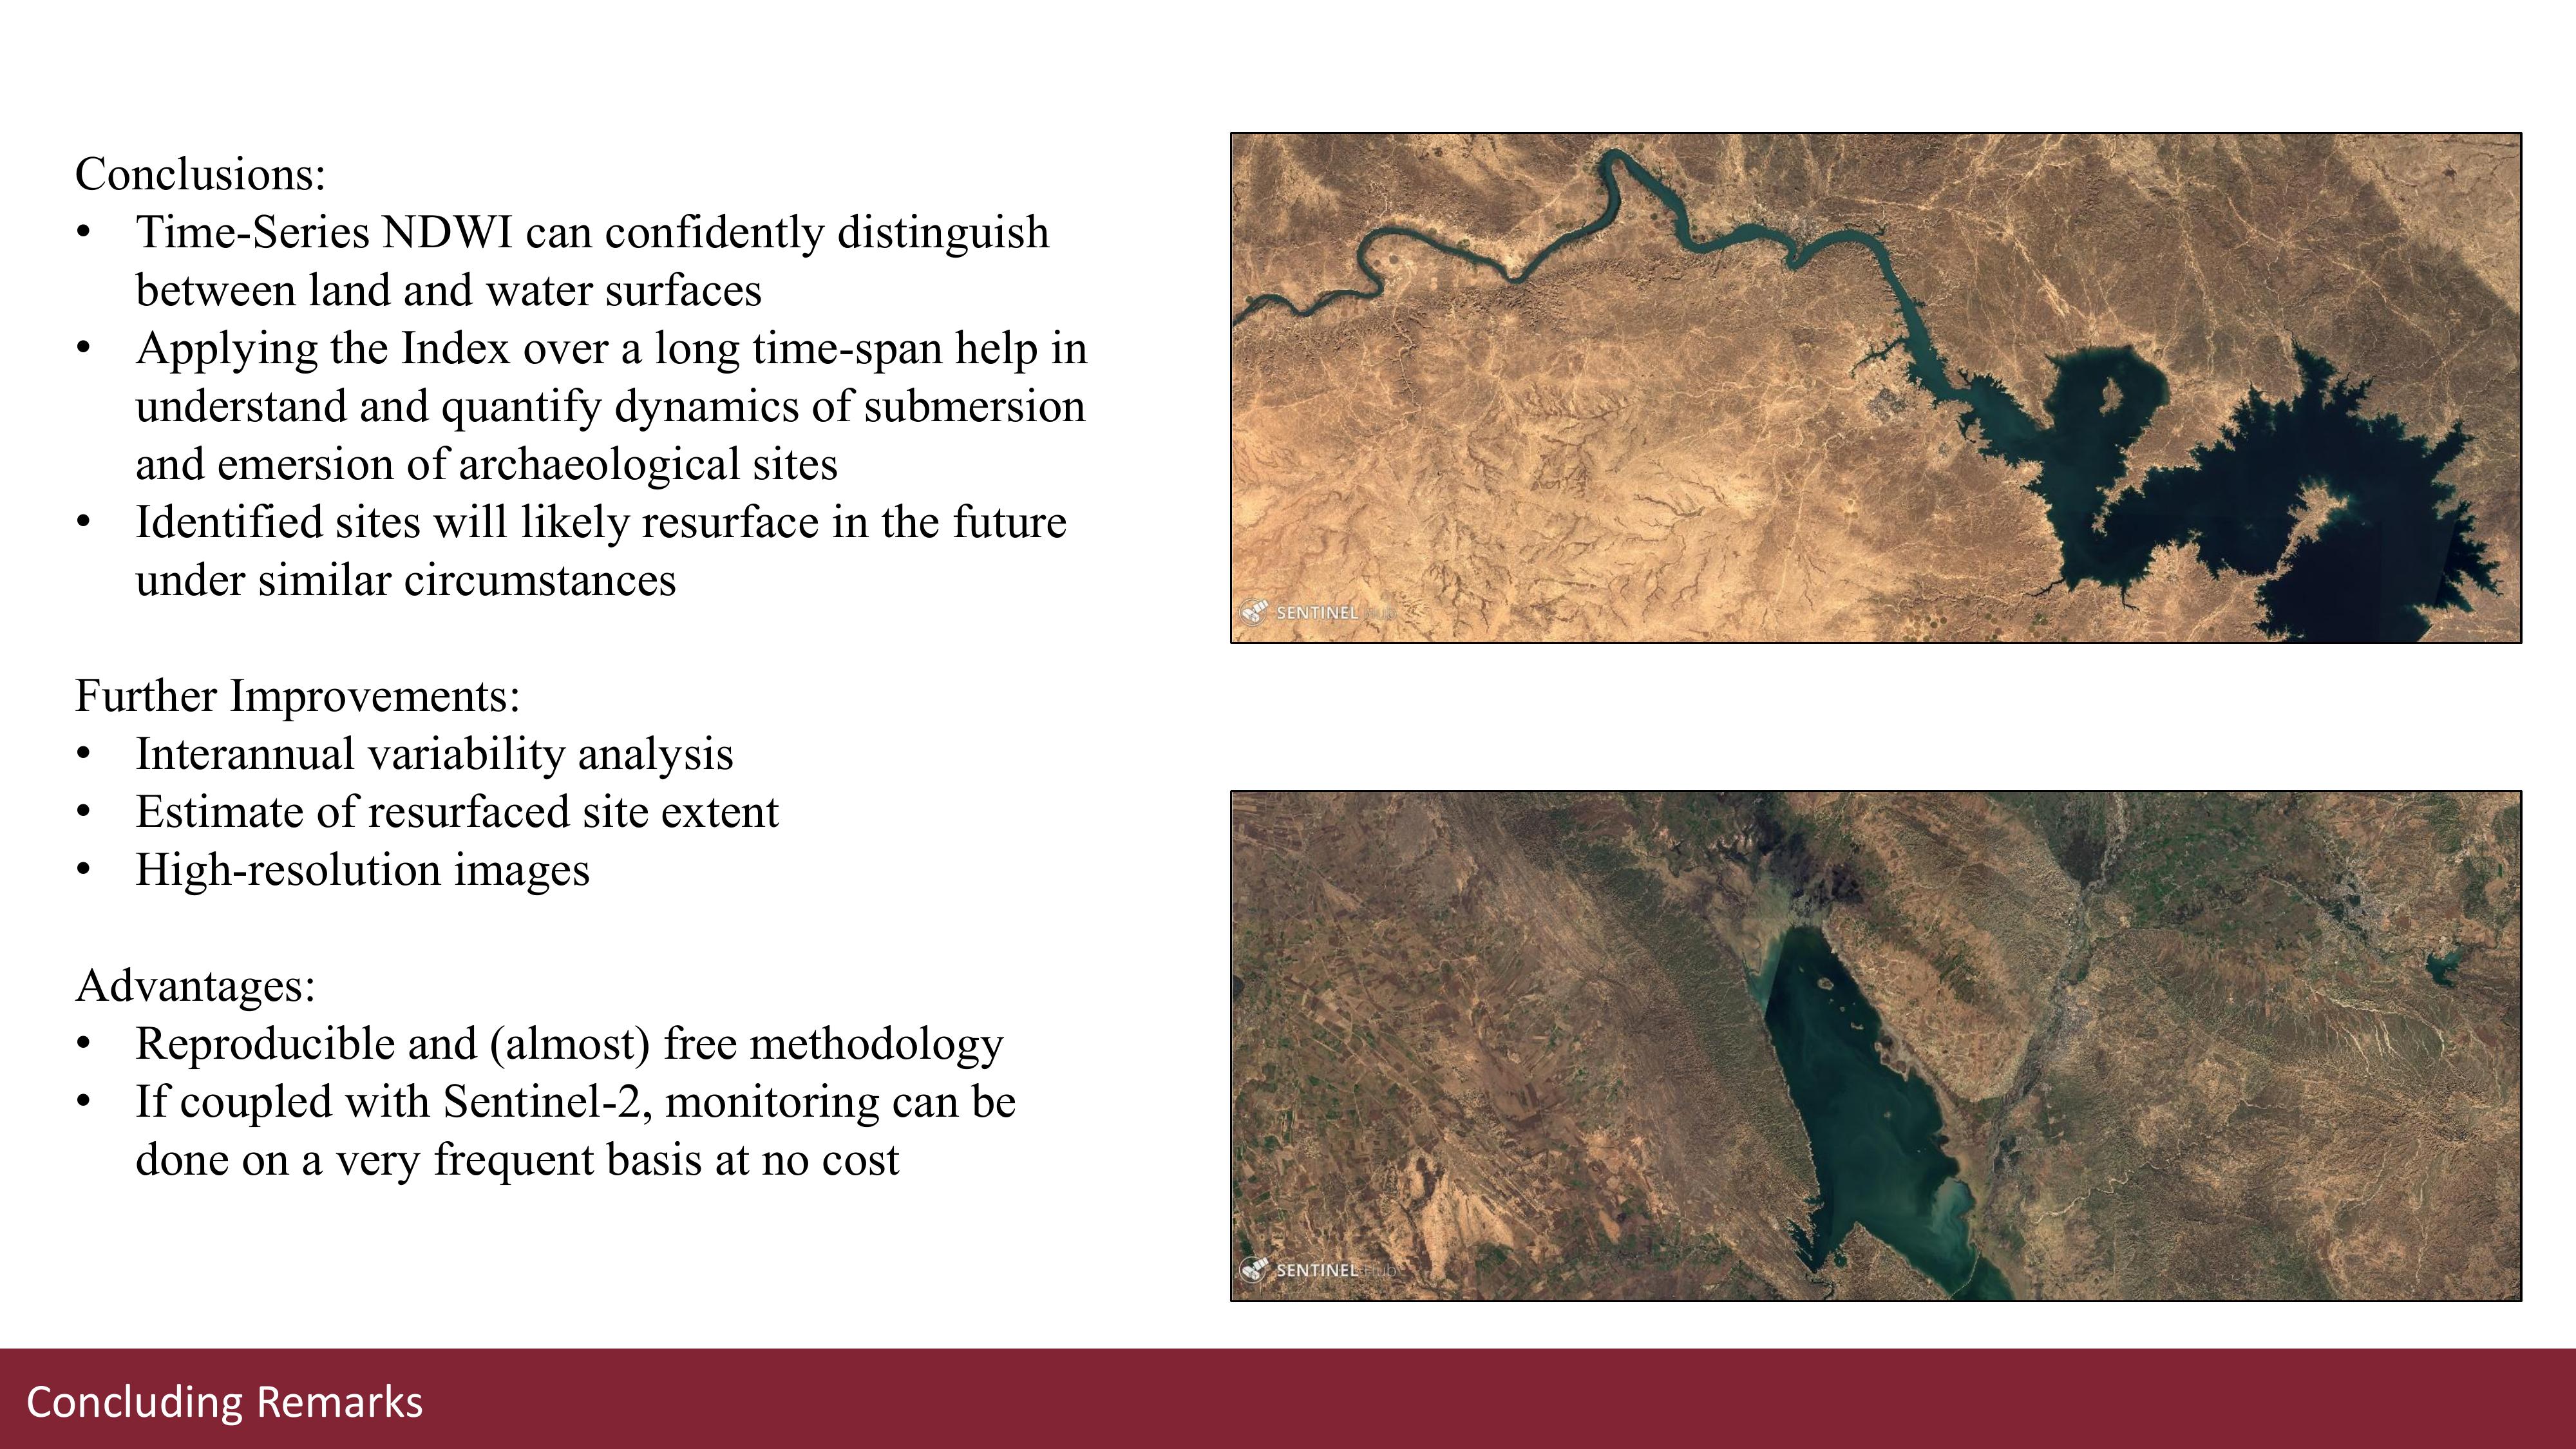 Conclusions:
• Time-Series NDWI can confidently distinguish
between land and water surfaces
• Applying the Index over a long time-span help in
understand and quantify dynamics of submersion
and emersion of archaeological sites
• Identified sites will likely resurface in the future
under similar circumstances
Further Improvements:
• Interannual variability analysis
• Estimate of resurfaced site extent
• High-resolution images
Advantages:
• Reproducible and (almost) free methodology
• If coupled with Sentinel-2, monitoring can be
done on a very frequent basis at no cost
SENTINEL Hub
SENTINEL Hub
Concluding Remarks